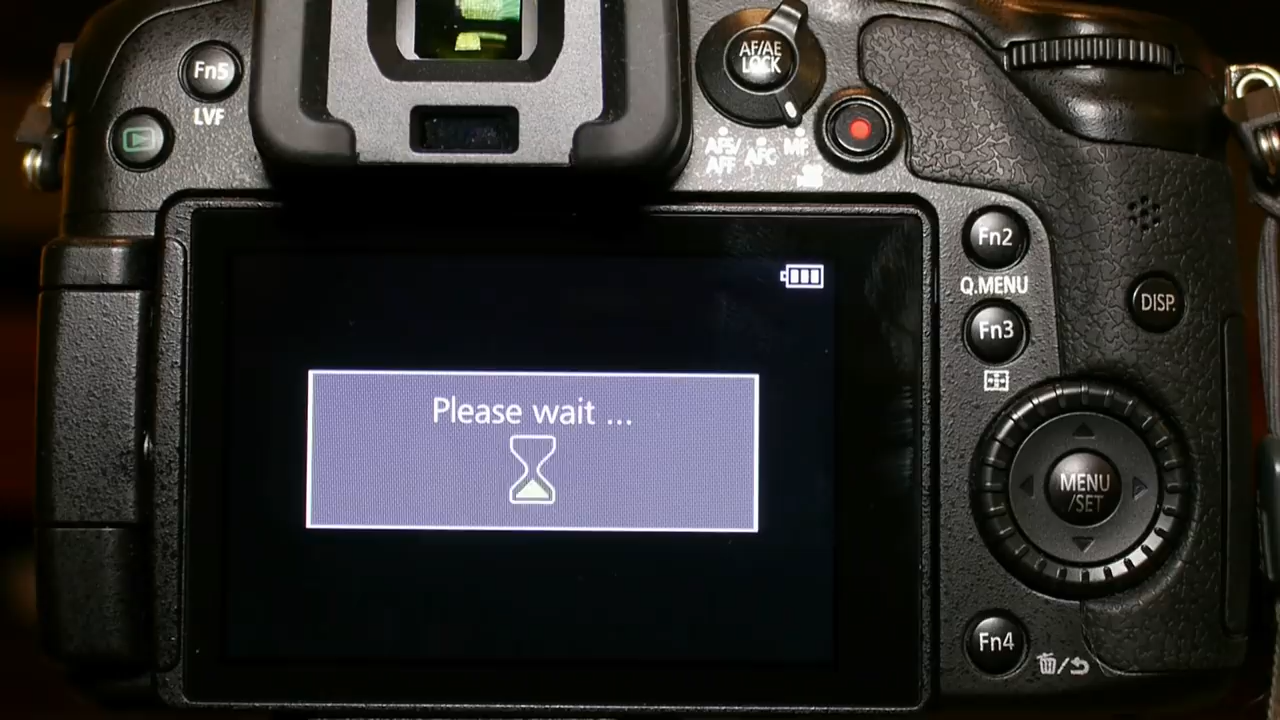 Fn5
LVF
AF/AE
LOCK
AFS/
AFF
AFC
MF
Fn2
Q.MENU
Fn3
DISP.
Please wait ...
MENU
/SET
Fn4